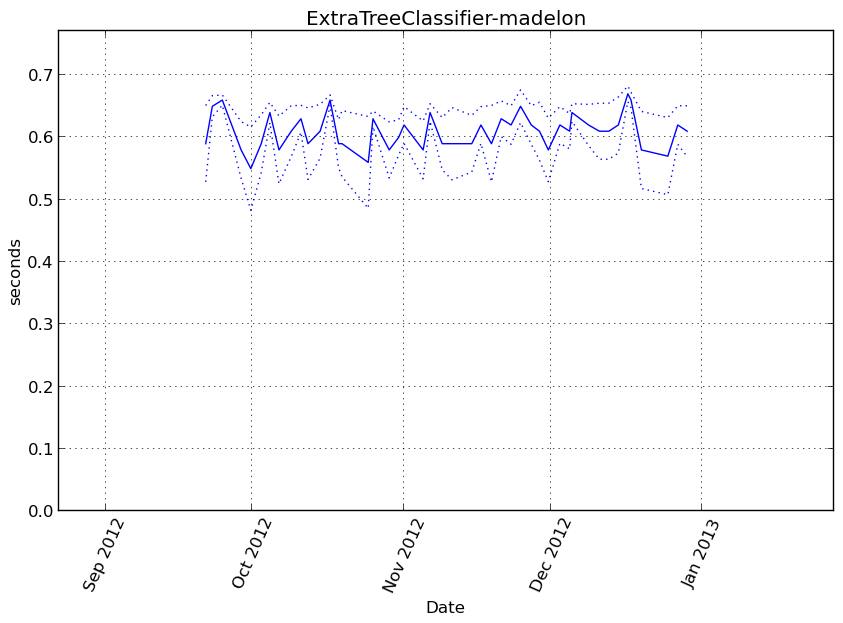 ExtraTreeClassifier-madelon
0.7
0.6
0.5
0.4
0.3
0.2
0.1
0.0
seconds
Sep 2012
Oct 2012
Nov 2012
Dec 2012
Jan 2013
Date